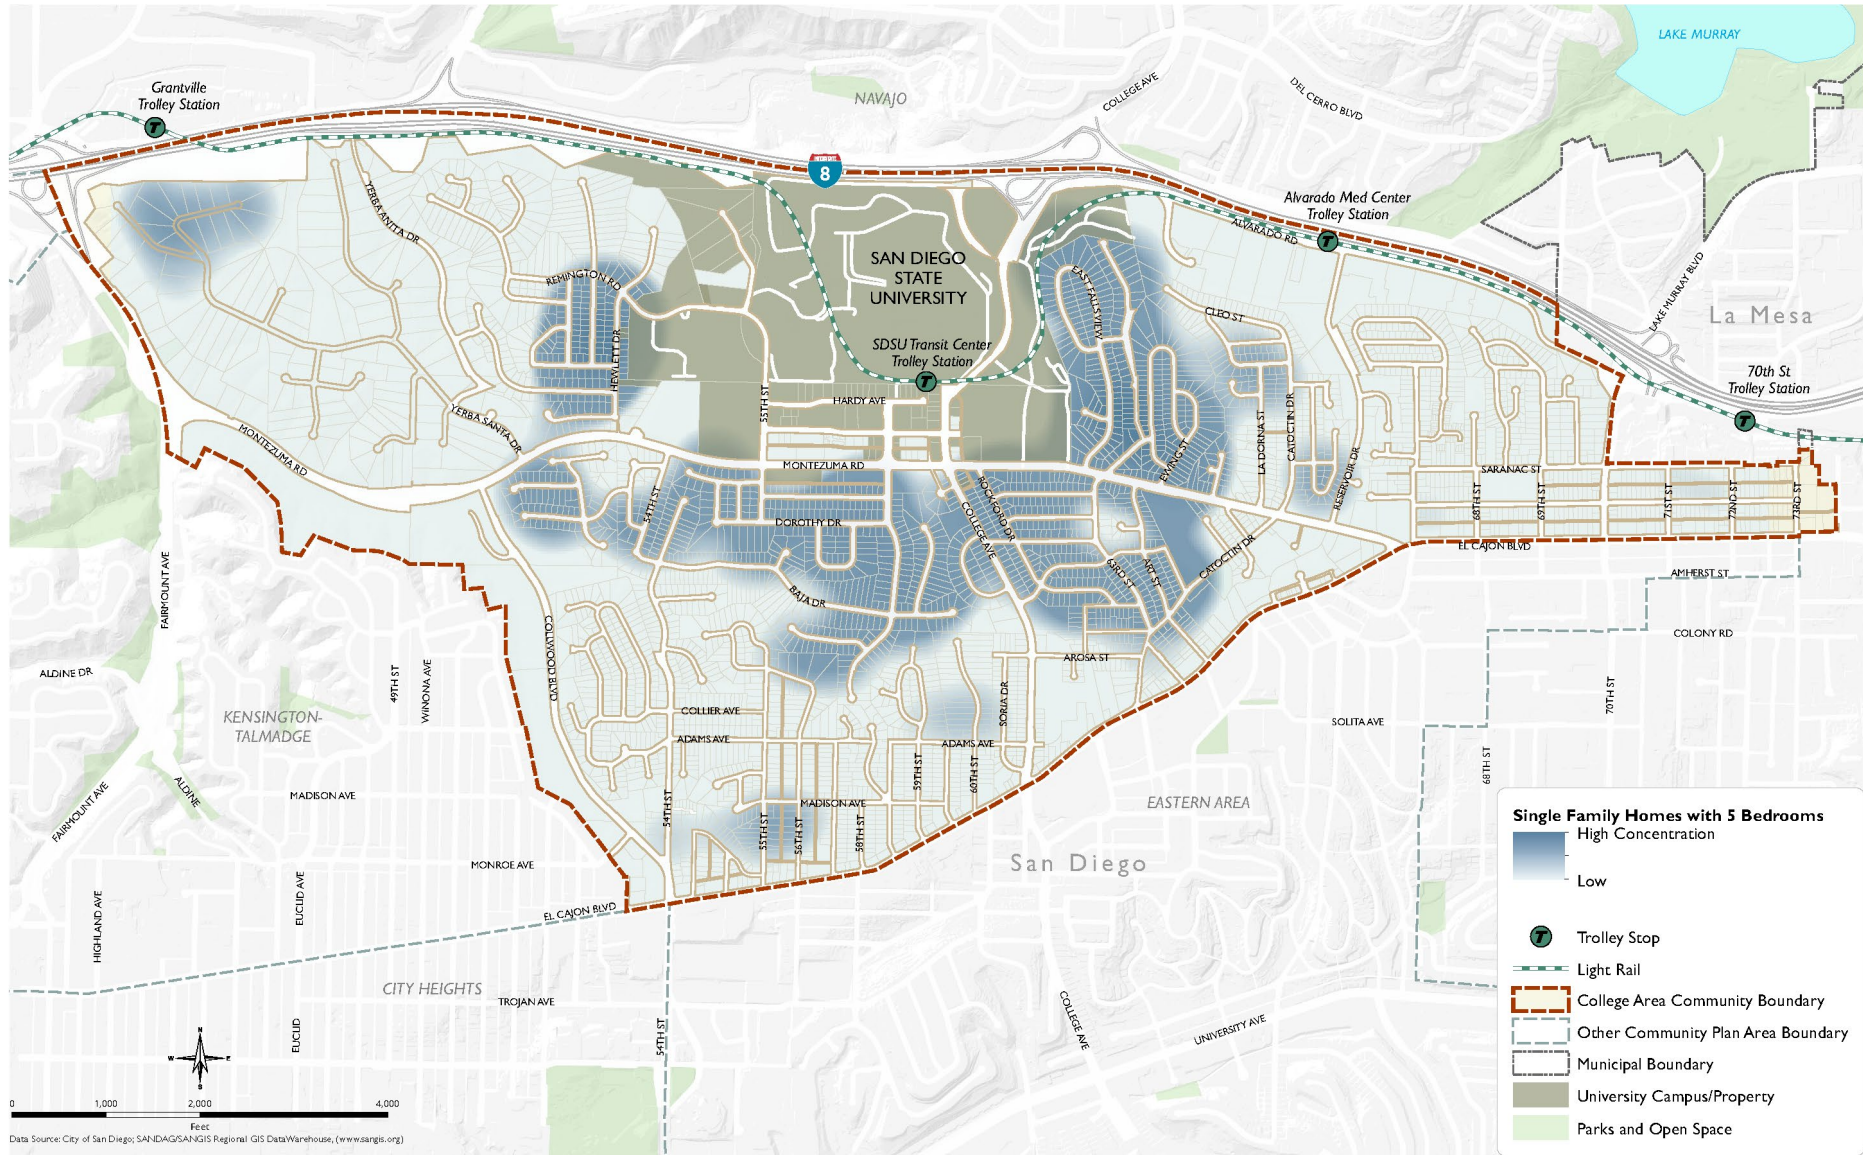 LAKE MURRAY
Grantville
Trolley Station
T
NAVAJO
COLLEGE AVE
DEL CERRO BLVD
INTERSTATE
8
YERBA ANITA DR
Alvarado Med Center
Trolley Station
T
ALVARADO RD
LAKE MURRAY BLVD
La Mesa
SAN DIEGO
STATE
UNIVERSITY
REMINGTON RD
EAST FALLSVIEW
CLEO ST
HEWLETT DR
SDSU Transit Center
Trolley Station
T
70th St
Trolley Station
T
55TH ST
HARDY AVE
YERBA SANTA DR
MONTEZUMA RD
MONTEZUMA RD
LA DORNA ST
CATOCTIN DR
EWING ST
RESERVOIR DR
SARANAC ST
68TH ST
69TH ST
71ST ST
72ND ST
73RD ST
54TH ST
DOROTHY DR
ROCKFORD DR
COLLEGE AVE
63RD ST
ART ST
CATOCTIN DR
EL CAJON BLVD
AMHERST ST
FAIRMOUNT AVE
BAJA DR
COLONY RD
COLLWOOD BLVD
AROSA ST
ALDINE DR
49TH ST
WINONA AVE
KENSINGTON-
TALMADGE
COLLIER AVE
SORIA DR
70TH ST
SOLITA AVE
ADAMS AVE
ADAMS AVE
68TH ST
59TH ST
60TH ST
ALDINE
FAIRMOUNT AVE
MADISON AVE
54TH ST
MADISON AVE
55TH ST
56TH ST
58TH ST
EASTERN AREA
San Diego
MONROE AVE
HIGHLAND AVE
EUCLID AVE
EL CAJON BLVD
CITY HEIGHTS
TROJAN AVE
EUCLID
54TH ST
COLLEGE AVE
UNIVERSITY AVE
Single Family Homes with 5 Bedrooms
High Concentration
Low
T
Trolley Stop
Light Rail
College Area Community Boundary
Other Community Plan Area Boundary
Municipal Boundary
University Campus/Property
Parks and Open Space
N
W
E
S
0 1,000 2,000 4,000
Feet
Data Source: City of San Diego; SANDAG/SANGIS Regional GIS Data Warehouse, (www.sangis.org)